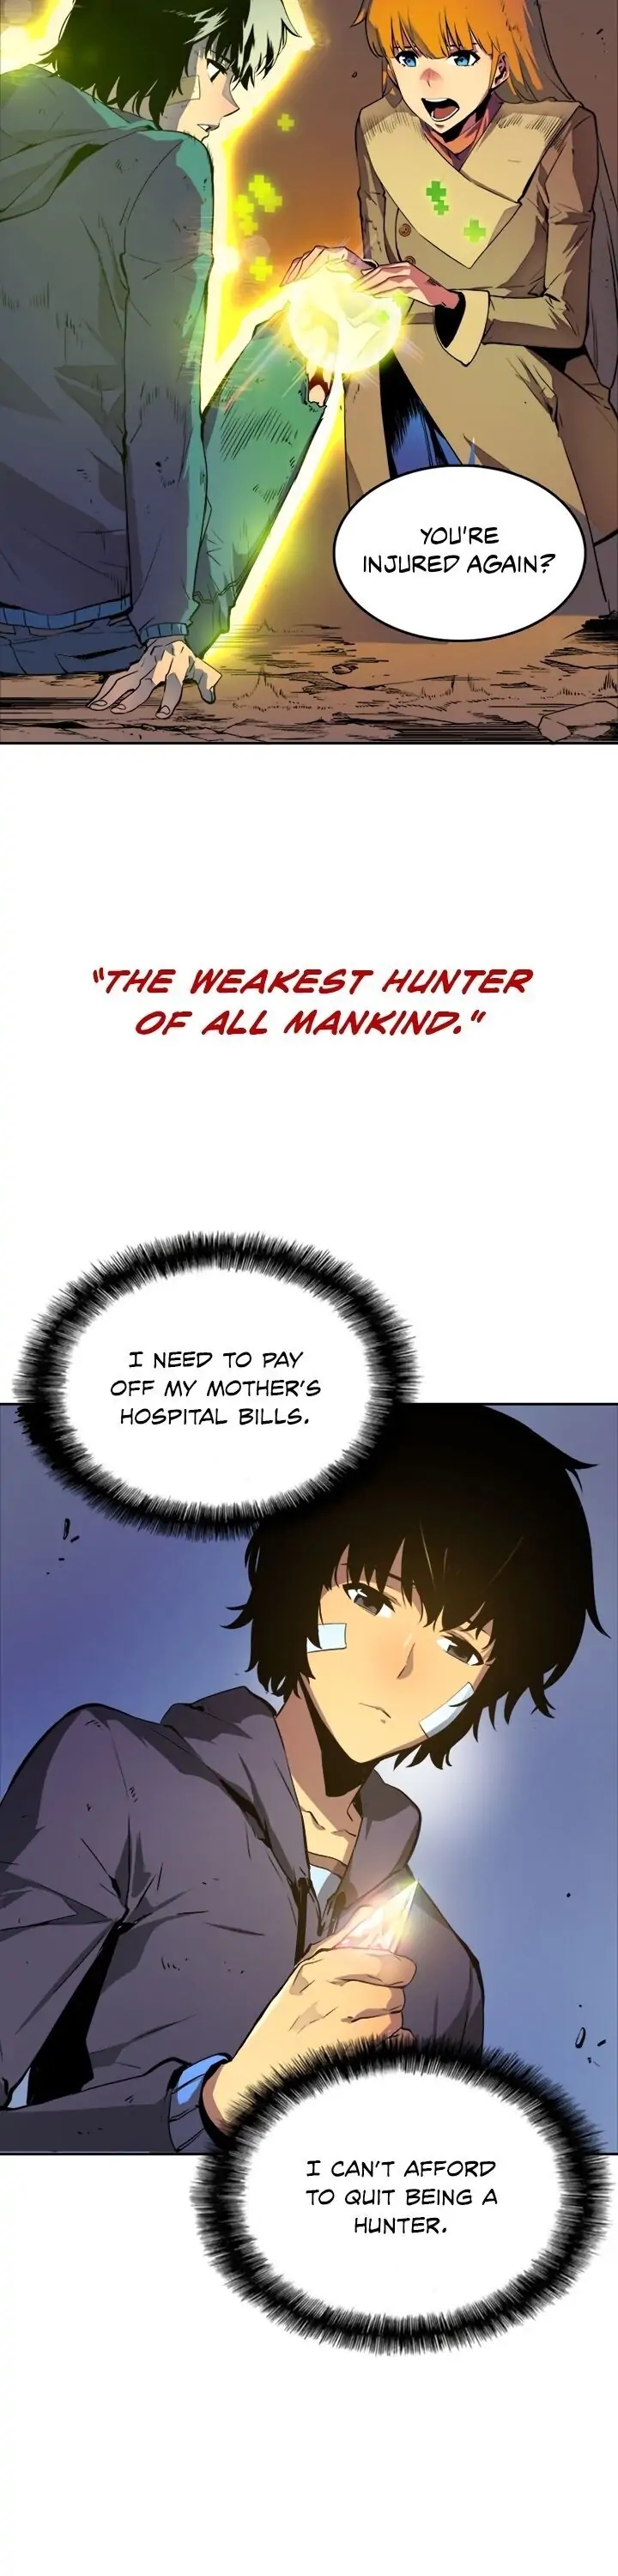 YOU'RE
INJURED AGAIN?
"THE WEAKEST HUNTER
OF ALL MANKIND."
I NEED TO PAY
OFF MY MOTHER'S
HOSPITAL BILLS.
I CAN'T AFFORD
TO QUIT BEING A
HUNTER.